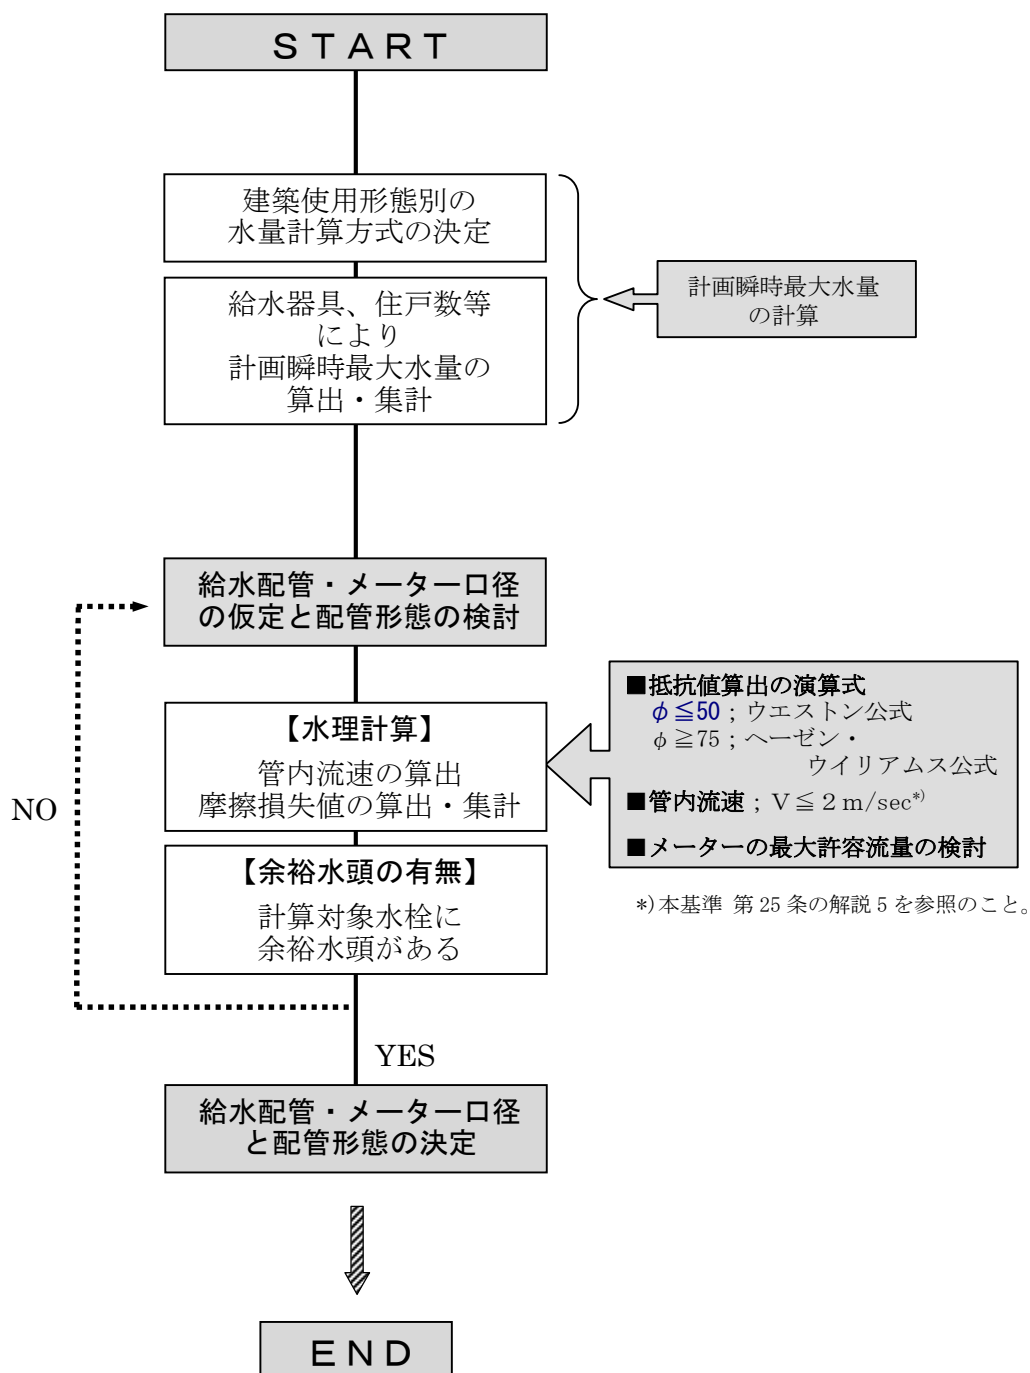 ＳＴＡＲＴ
建築使用形態別の
水量計算方式の決定
給水器具、住戸数等
により
計画瞬時最大水量の
算出・集計
計画瞬時最大水量
の計算
給水配管・メーター口径
の仮定と配管形態の検討
【水理計算】
管内流速の算出
摩擦損失値の算出・集計
■抵抗値算出の演算式
φ≦50；ウエストン公式
φ≧75；ヘーゼン・
ウイリアムス公式
■管内流速；Ｖ≦２ｍ/sec*)
■メーターの最大許容流量の検討
*)本基準 第 25 条の解説 5 を参照のこと。
NO
【余裕水頭の有無】
計算対象水栓に
余裕水頭がある
YES
給水配管・メーター口径
と配管形態の決定
ＥＮＤ